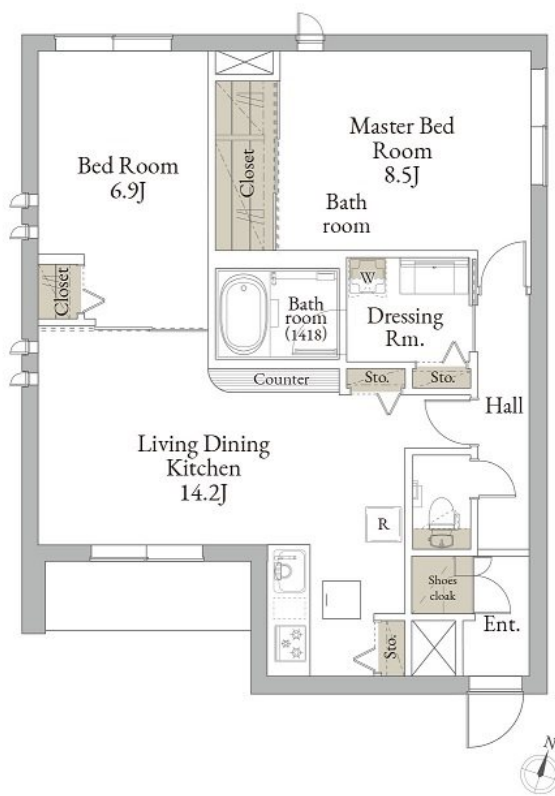 Bed Room
6.9J
Closet
Master Bed
Room
8.5J
Bath
room
Closet
W
Bath
room
(1418)
Dressing
Rm.
Counter
Sto.
Sto.
Hall
Living Dining
Kitchen
14.2J
R
Shoes
cloak
Ent.
Sto.
N